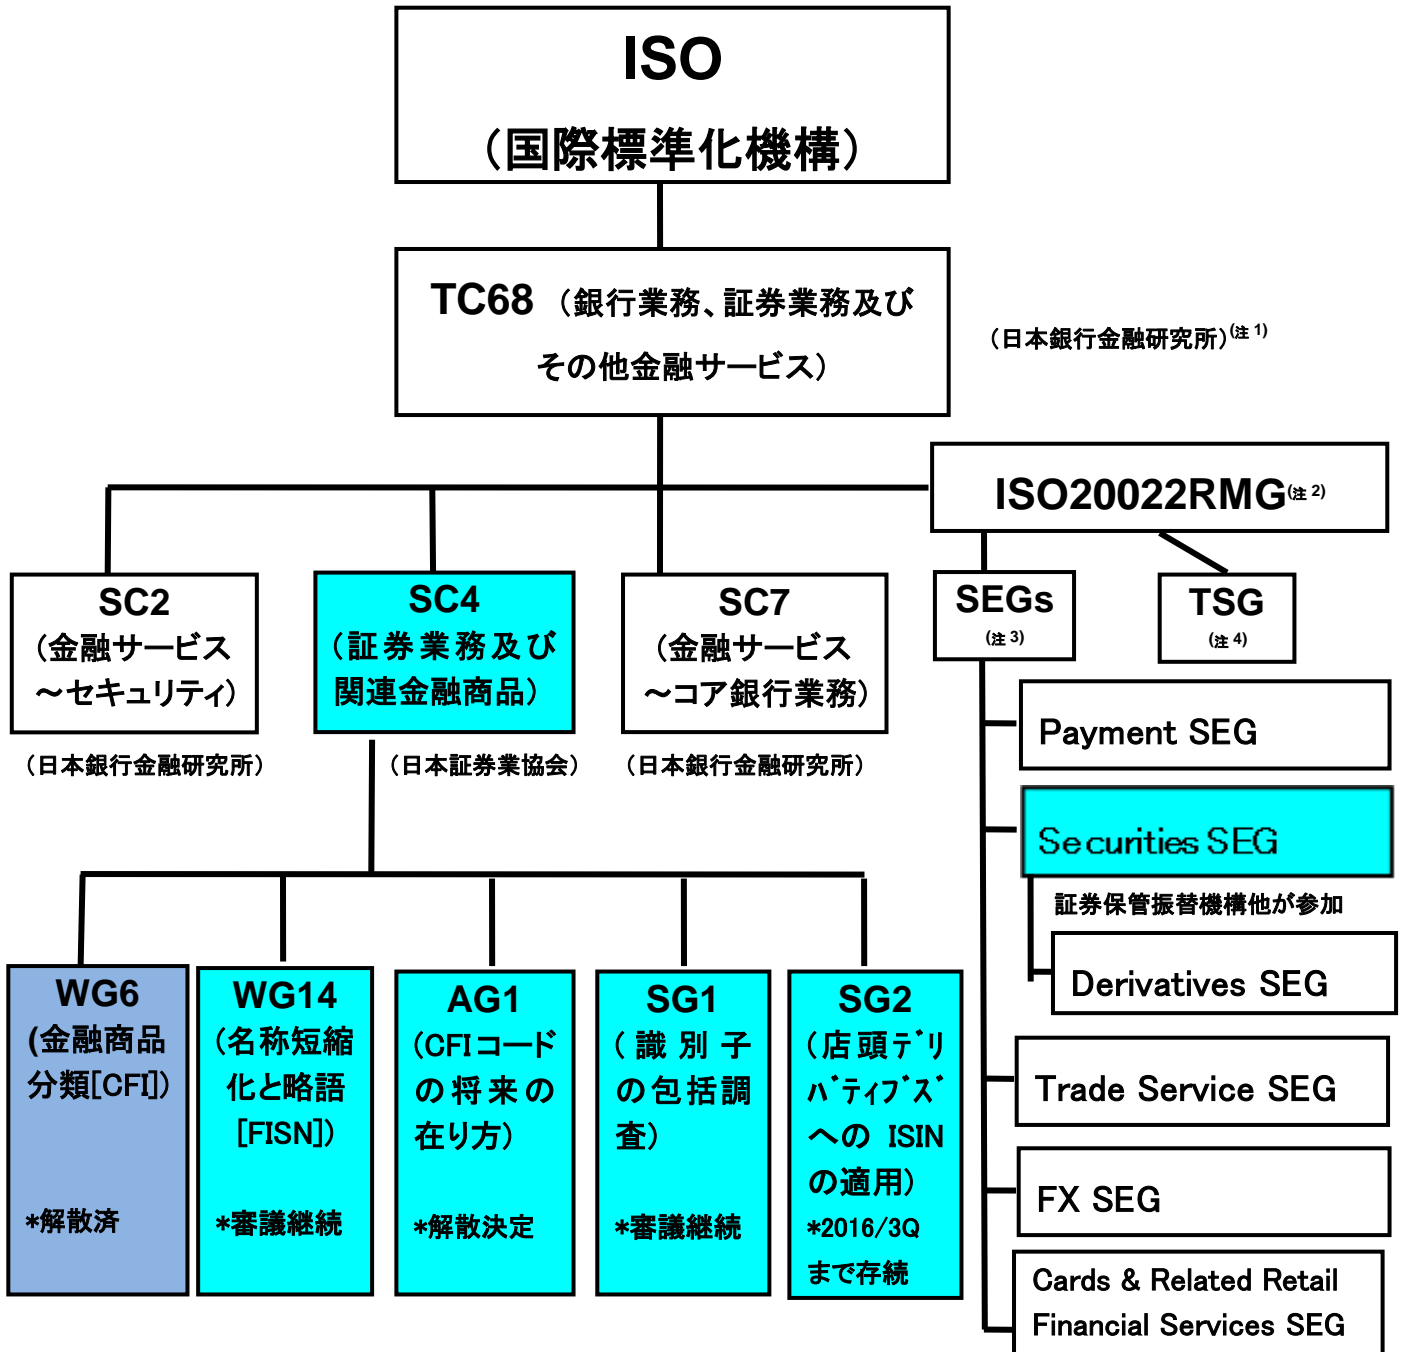 ISO
（国際標準化機構）
TC68（銀行業務、証券業務及び
その他金融サービス）
（日本銀行金融研究所）(注 1)
ISO20022RMG(注 2)
SC2
（金融サービス
～セキュリティ）
（日本銀行金融研究所）
SC4
（証券業務及び
関連金融商品）
（日本証券業協会）
SC7
（金融サービス
～コア銀行業務）
（日本銀行金融研究所）
SEGs
(注 3)
TSG
(注 4)
Payment SEG
Securities SEG
証券保管振替機構他が参加
Derivatives SEG
Trade Service SEG
FX SEG
Cards & Related Retail
Financial Services SEG
WG6
(金融商品
分類[CFI]）
*解散済
WG14
（名称短縮
化と略語
[FISN]）
*審議継続
AG1
（CFIコード
の将来の
在り方）
*解散決定
SG1
（識別子
の包括調
査）
*審議継続
SG2
（店頭ﾃﾞﾘ
ﾊﾞﾃｨﾌﾞｽﾞ
への ISIN
の適用）
*2016/3Q
まで存続